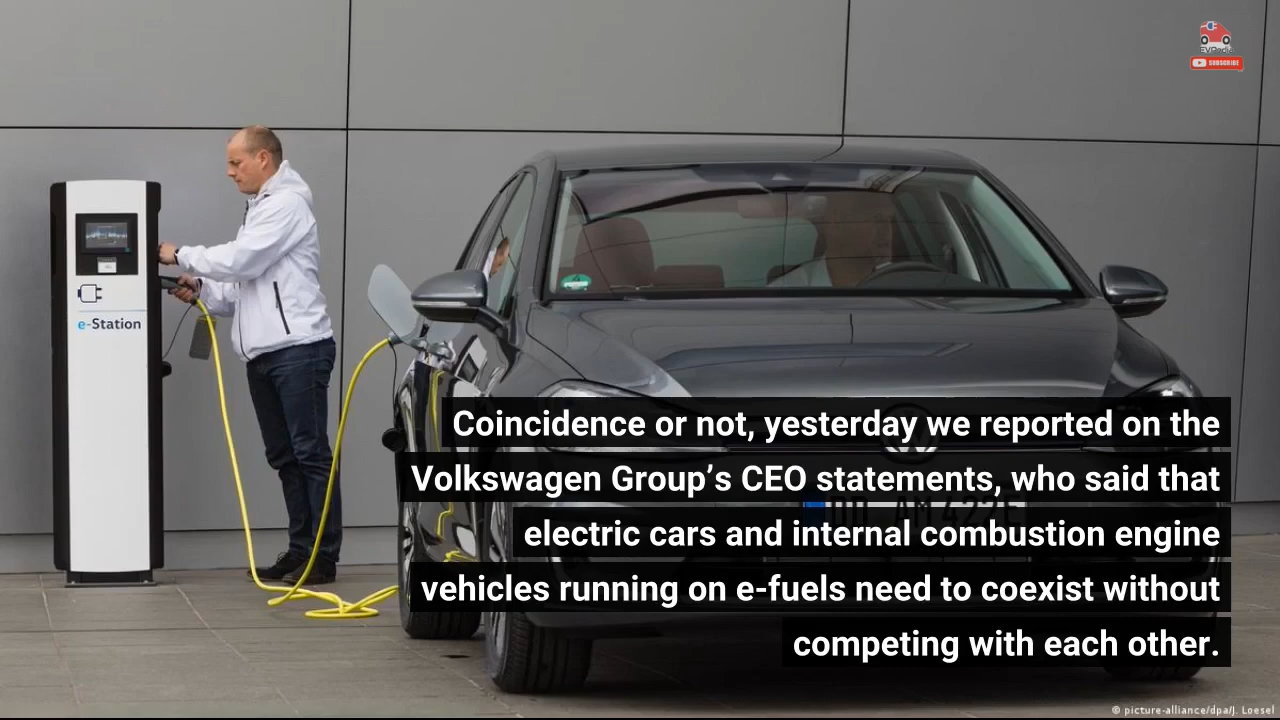 EVPedia
SUBSCRIBE
e-Station
Coincidence or not, yesterday we reported on the
Volkswagen Group’s CEO statements, who said that
electric cars and internal combustion engine
vehicles running on e-fuels need to coexist without
competing with each other.
© picture-alliance/dpa/J. Loesel